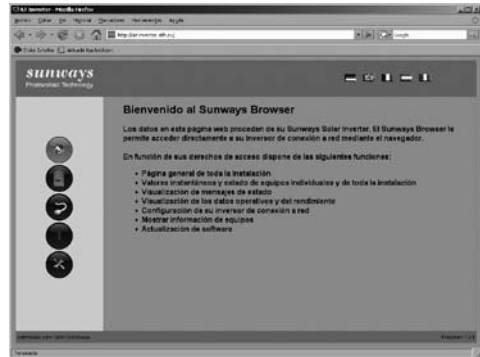 sunways
Photovoltaic Technology
Bienvenido al Sunways Browser
Los datos en esta página web proceden de su Sunways Solar Inverter. El Sunways Browser le
permite acceder directamente a su inversor de conexión a red mediante el navegador.
En función de sus derechos de acceso dispone de las siguientes funciones:
• Página general de toda la instalación
• Valores instantáneos y estado de equipos individuales y de toda la instalación
• Visualización de mensajes de estado
• Visualización de los datos operativos y del rendimiento
• Configuración de su inversor de conexión a red
• Mostrar información de equipos
• Actualización de software